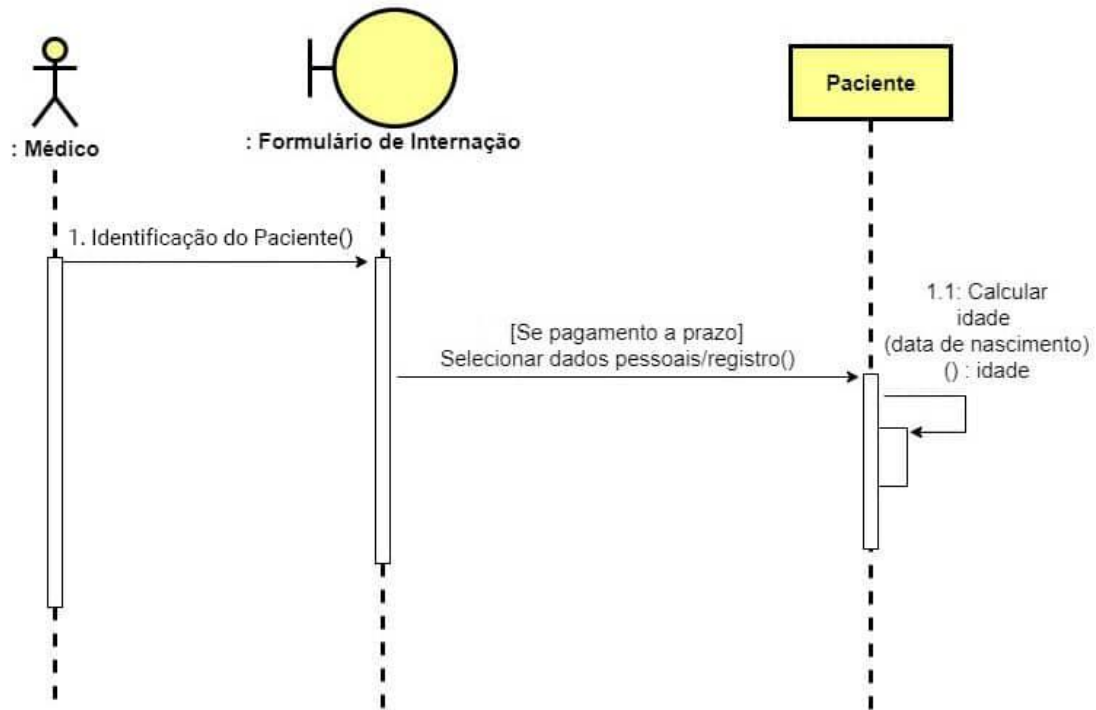 Paciente
: Médico
: Formulário de Internação
1. Identificação do Paciente()
1.1: Calcular
idade
(data de nascimento)
() : idade
[Se pagamento a prazo]
Selecionar dados pessoais/registro()